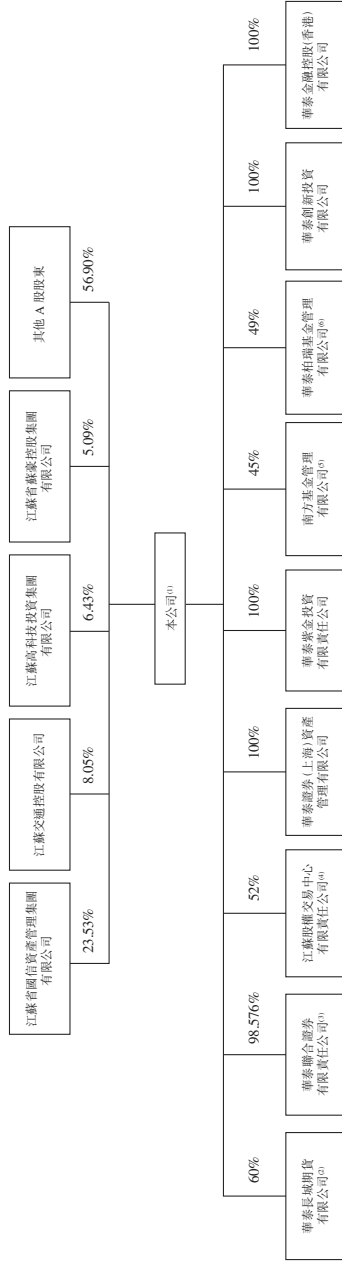 江蘇省國信資產管理集團
有限公司
23.53%
江蘇交通控股有限公司
8.05%
江蘇高科技投資集團
有限公司
6.43%
江蘇省蘇豪控股集團
有限公司
5.09%
其他 A 股股東
56.90%
本公司(1)
60%
華泰長城期貨
有限公司(2)
98.576%
華泰聯合證券
有限責任公司(3)
52%
江蘇股權交易中心
有限責任公司(4)
100%
華泰證券(上海)資產
管理有限公司
100%
華泰紫金投資
有限責任公司
45%
南方基金管理
有限公司(5)
49%
華泰柏瑞基金管理
有限公司(6)
100%
華泰創新投資
有限公司
100%
華泰金融控股(香港)
有限公司